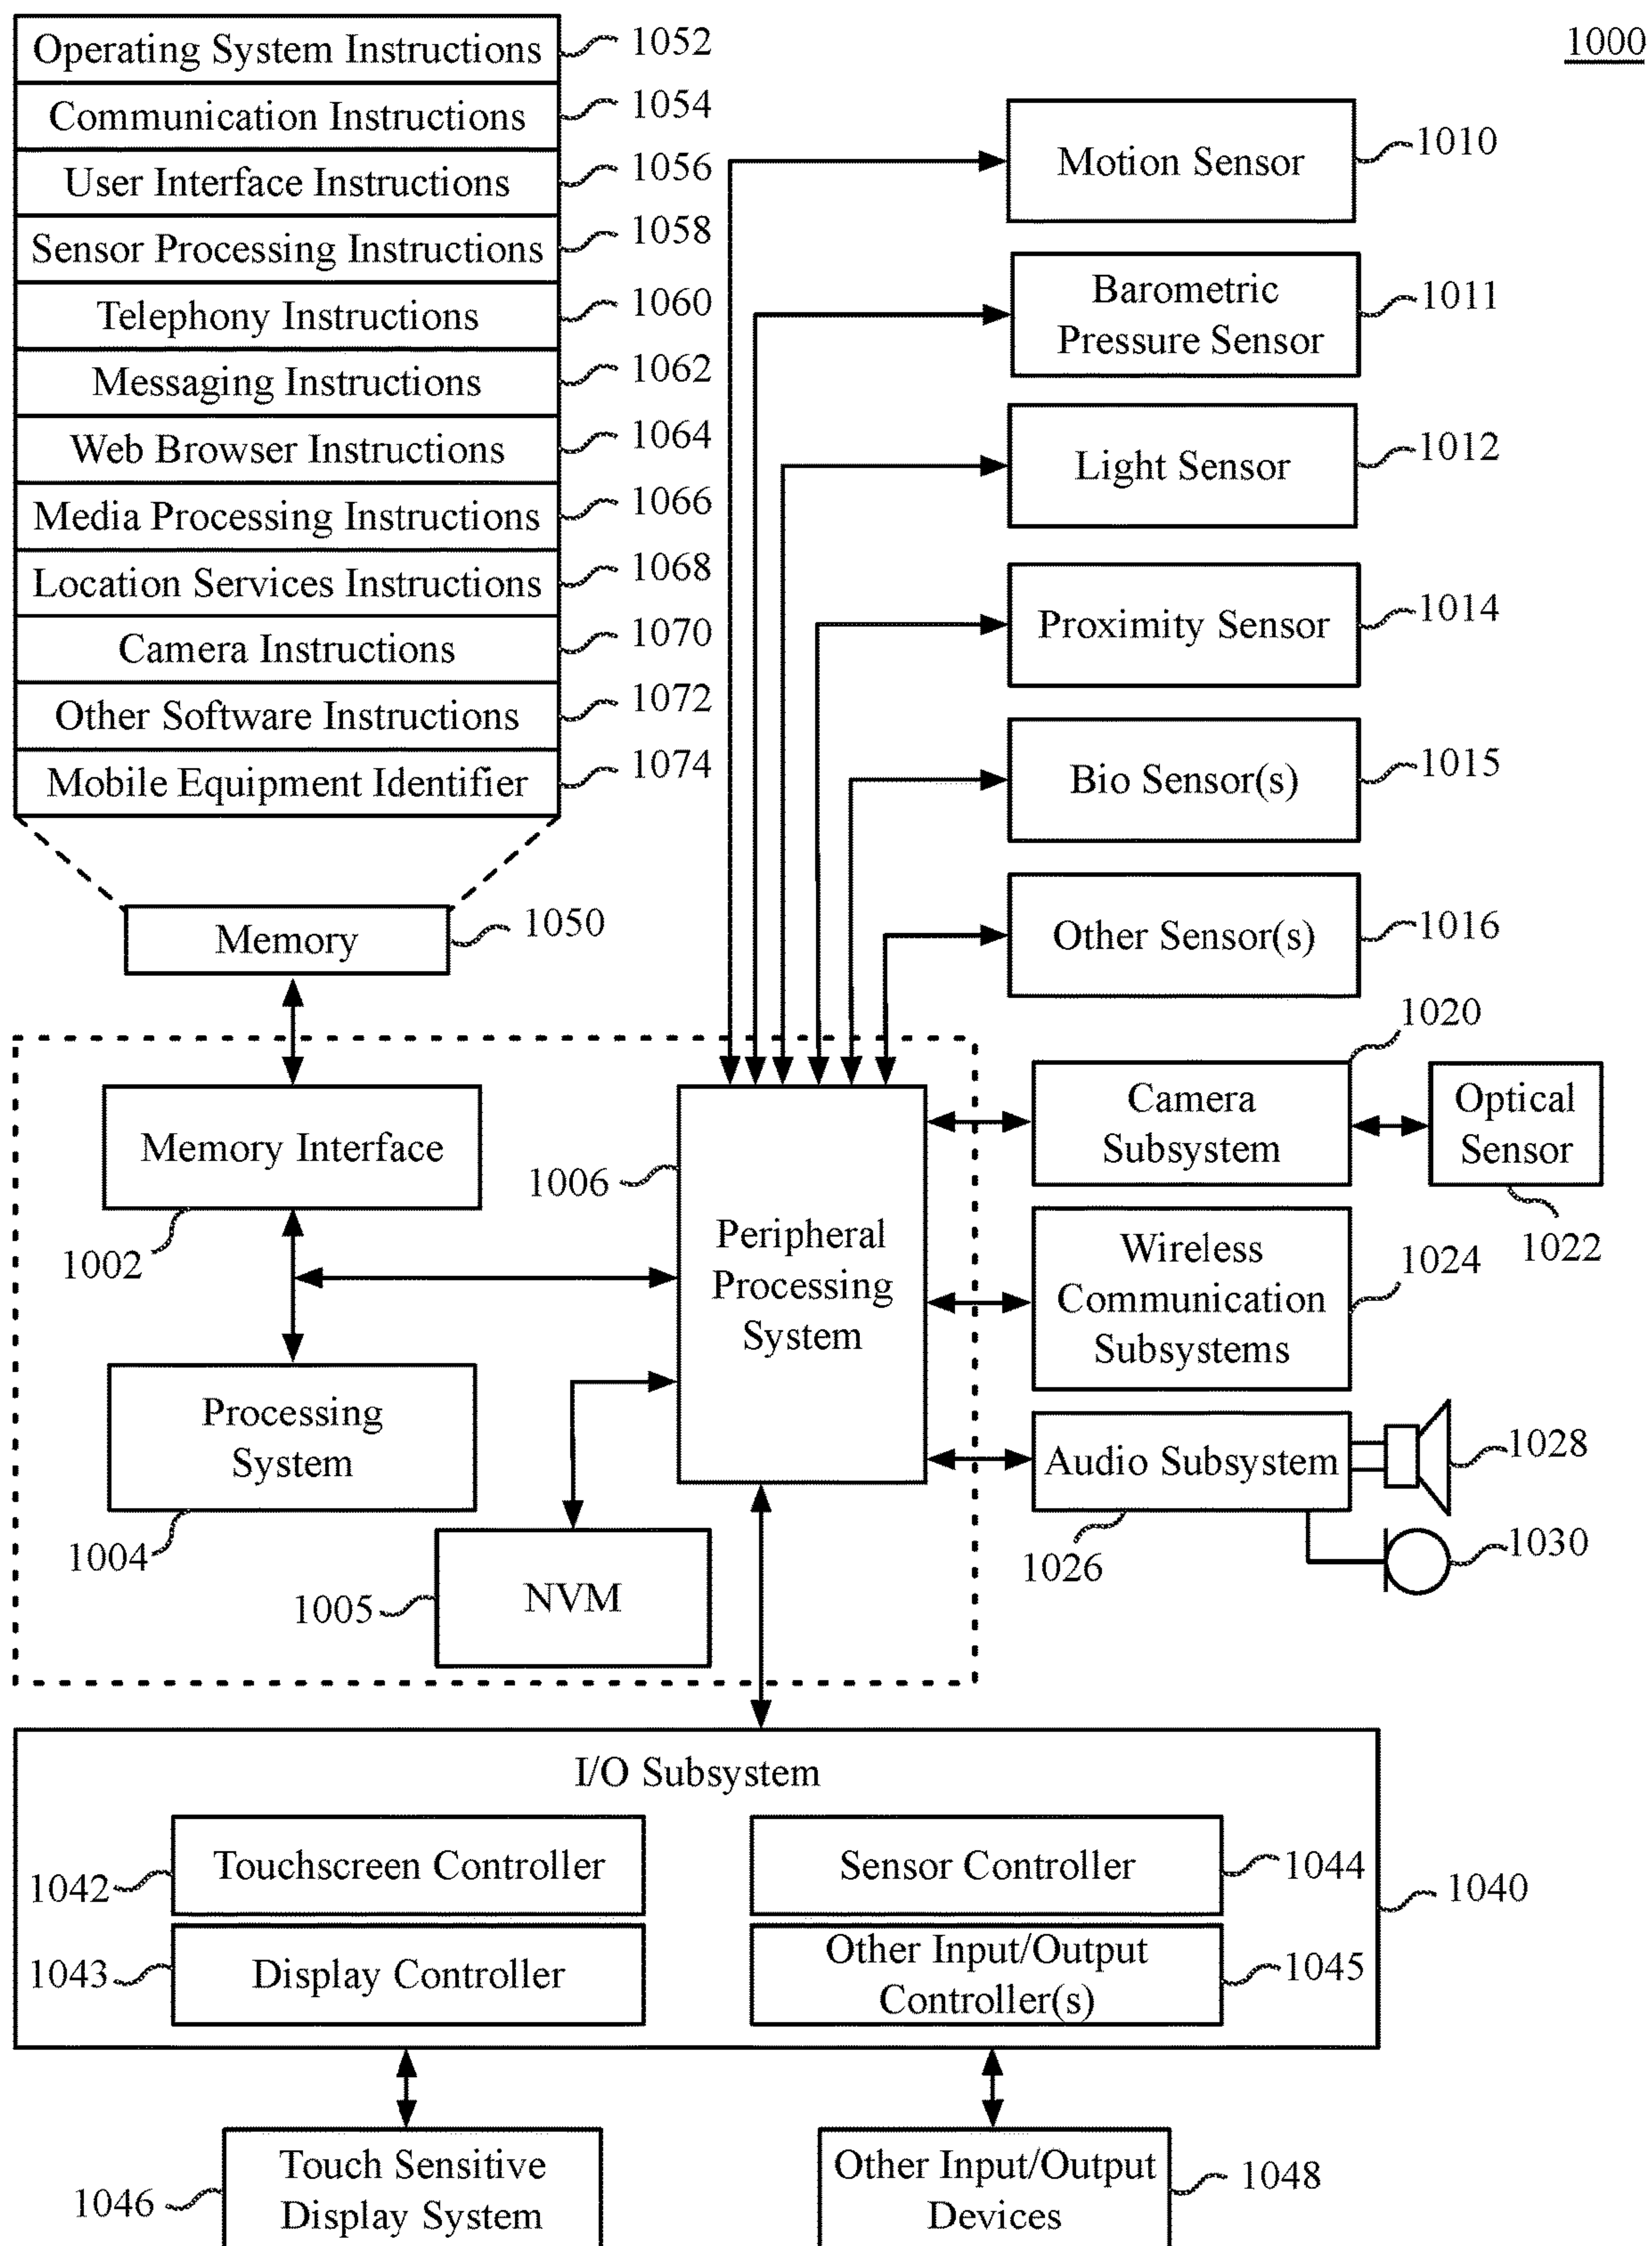 1000
Operating System Instructions
1052
Communication Instructions
1054
User Interface Instructions
1056
Sensor Processing Instructions
1058
Telephony Instructions
1060
Messaging Instructions
1062
Web Browser Instructions
1064
Media Processing Instructions
1066
Location Services Instructions
1068
Camera Instructions
1070
Other Software Instructions
1072
Mobile Equipment Identifier
1074
Memory
1050
Motion Sensor
1010
Barometric
Pressure Sensor
1011
Light Sensor
1012
Proximity Sensor
1014
Bio Sensor(s)
1015
Other Sensor(s)
1016
Memory Interface
1002
Processing
System
1004
NVM
1005
1006
Peripheral
Processing
System
1020
Camera
Subsystem
Optical
Sensor
1022
Wireless
Communication
Subsystems
1024
Audio Subsystem
1026
1028
1030
I/O Subsystem
1040
Touchscreen Controller
1042
Display Controller
1043
Sensor Controller
1044
Other Input/Output
Controller(s)
1045
Touch Sensitive
Display System
1046
Other Input/Output
Devices
1048